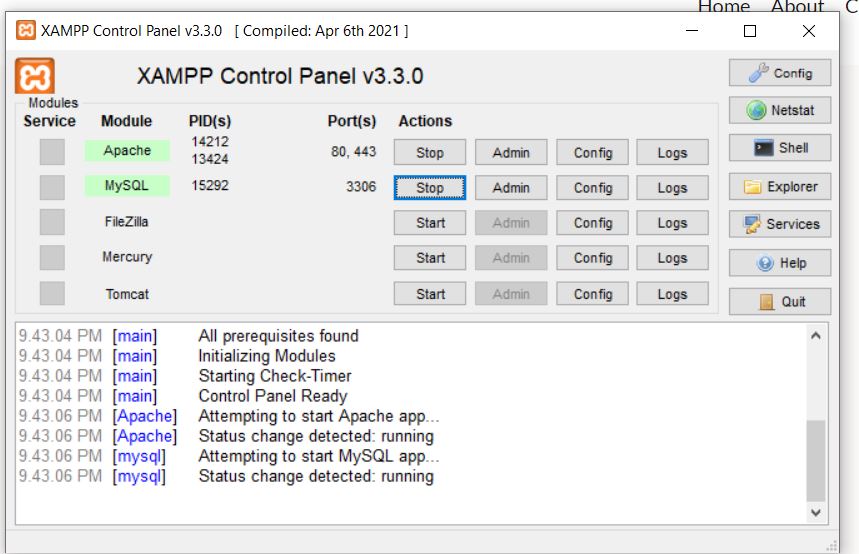 Home About C
XAMPP Control Panel v3.3.0 [ Compiled: Apr 6th 2021 ]
XAMPP Control Panel v3.3.0
Config
Modules
Service Module PID(s) Port(s) Actions
Netstat
Apache 14212 13424 80, 443 Stop Admin Config Logs
Shell
MySQL 15292 3306 Stop Admin Config Logs
Explorer
FileZilla Start Admin Config Logs
Services
Mercury Start Admin Config Logs
Help
Tomcat Start Admin Config Logs
Quit
9.43.04 PM [main] All prerequisites found
9.43.04 PM [main] Initializing Modules
9.43.04 PM [main] Starting Check-Timer
9.43.04 PM [main] Control Panel Ready
9.43.06 PM [Apache] Attempting to start Apache app...
9.43.06 PM [Apache] Status change detected: running
9.43.06 PM [mysql] Attempting to start MySQL app...
9.43.06 PM [mysql] Status change detected: running